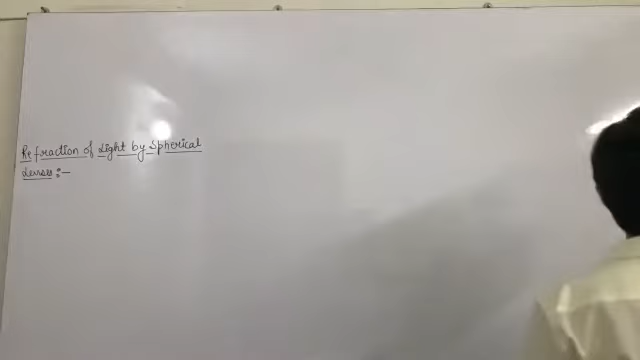 Refraction of Light by Spherical
Lenses :-